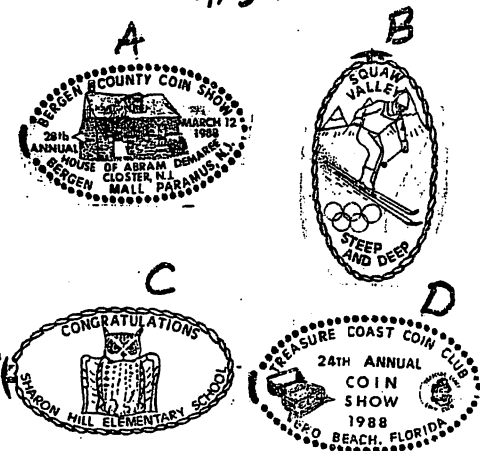 A
BERGEN COUNTY COIN SHOW
28th
ANNUAL
MARCH 12
1988
HOUSE OF ABRAM DEMAREE
CLOSTER, N.J.
BERGEN MALL PARAMUS N.J.
B
SQUAW
VALLEY
STEEP
AND DEEP
C
CONGRATULATIONS
SHARON HILL ELEMENTARY SCHOOL
D
TREASURE COAST COIN CLUB
24TH ANNUAL
COIN
SHOW
1988
BEACH, FLORIDA